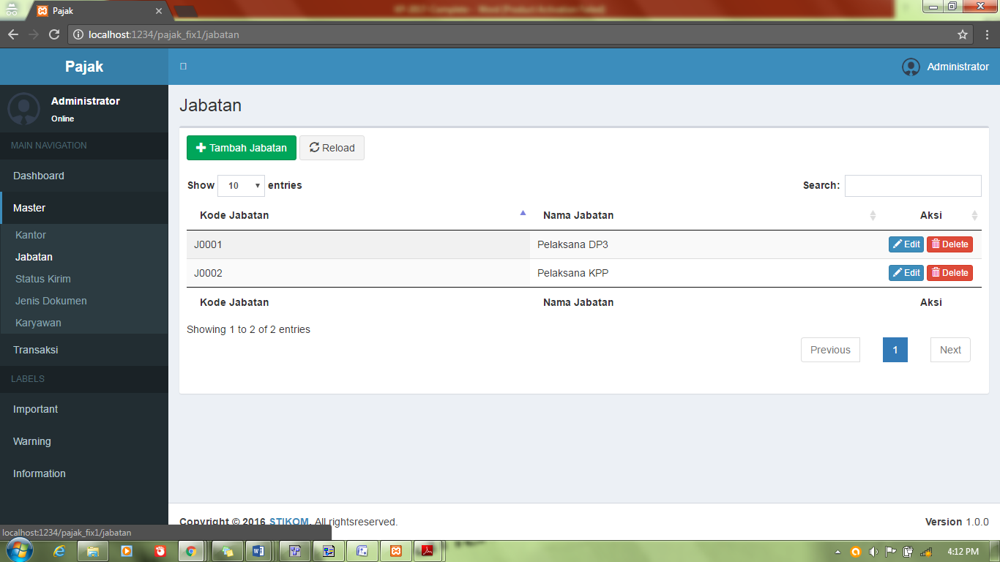 Pajak
localhost:1234/pajak_fix1/jabatan
Pajak
Administrator
Administrator
Online
MAIN NAVIGATION
Dashboard
Master
Kantor
Jabatan
Status Kirim
Jenis Dokumen
Karyawan
Transaksi
LABELS
Important
Warning
Information
Jabatan
Tambah Jabatan Reload
Show 10 entries Search:
Kode Jabatan Nama Jabatan Aksi
J0001 Pelaksana DP3 Edit Delete
J0002 Pelaksana KPP Edit Delete
Kode Jabatan Nama Jabatan Aksi
Showing 1 to 2 of 2 entries
Previous 1 Next
Copyright © 2016 STIKOM. All rightsreserved. Version 1.0.0
localhost:1234/pajak_fix1/jabatan
4:12 PM